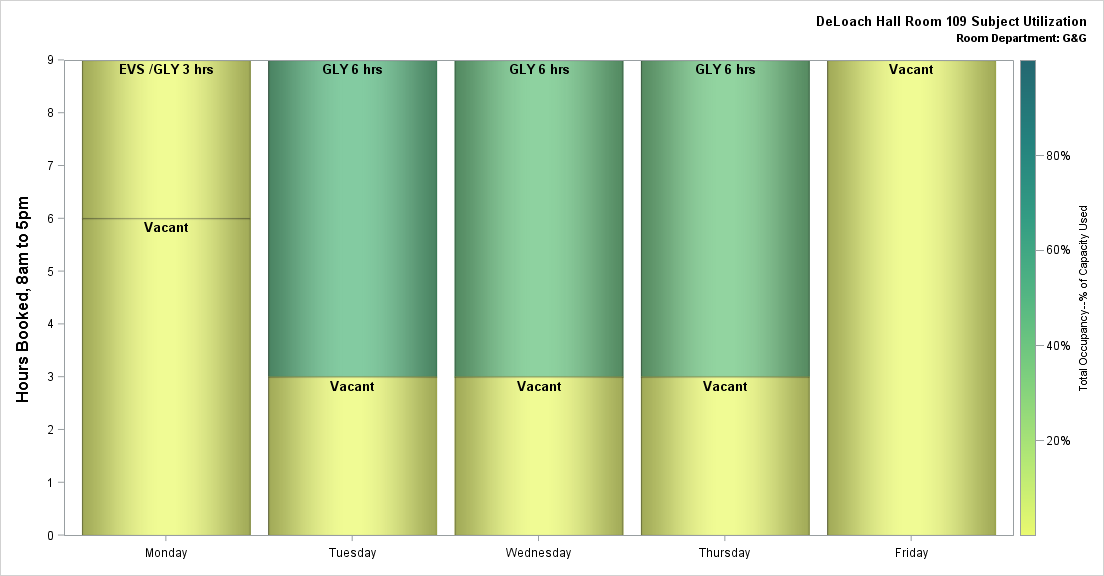 DeLoach Hall Room 109 Subject Utilization
Room Department: G&G
Hours Booked, 8am to 5pm
9
8
7
6
5
4
3
2
1
0
EVS /GLY 3 hrs
Vacant
GLY 6 hrs
Vacant
GLY 6 hrs
Vacant
GLY 6 hrs
Vacant
Vacant
Monday
Tuesday
Wednesday
Thursday
Friday
80%
60%
40%
20%
Total Occupancy--% of Capacity Used